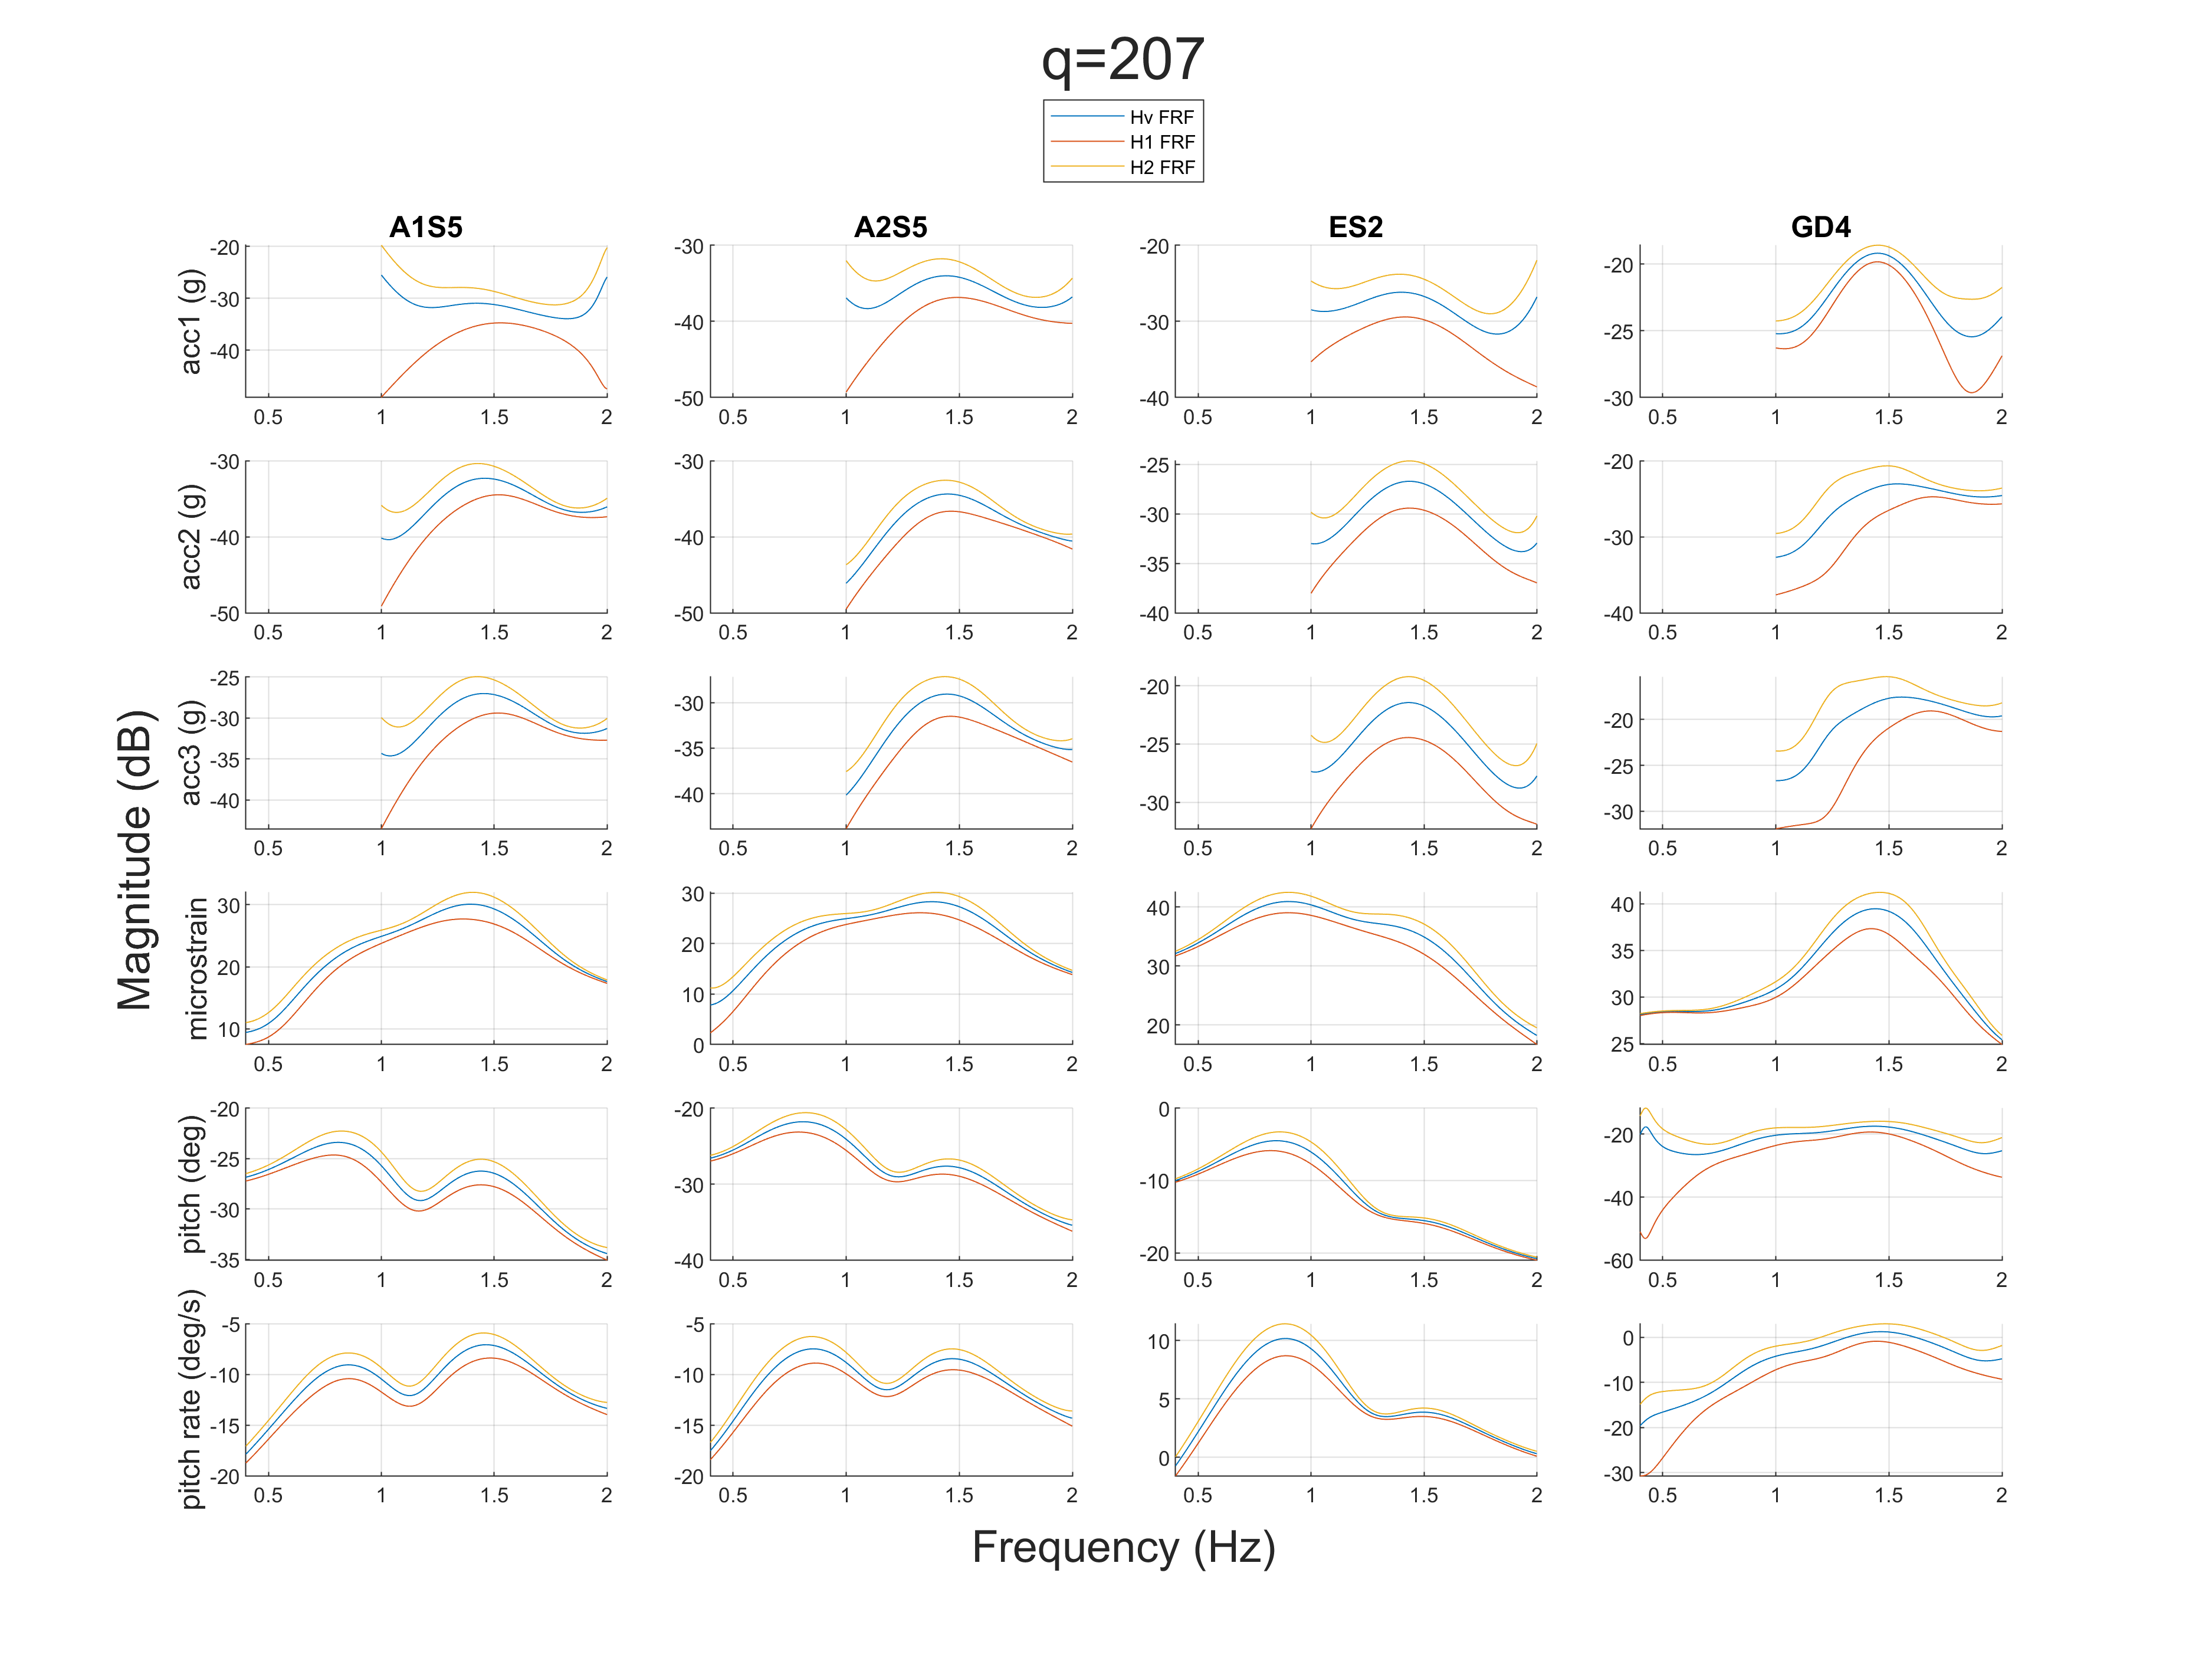 q=207
Hv FRF
H1 FRF
H2 FRF
A1S5 A2S5 ES2 GD4
acc1 (g)
-20 -30 -40
0.5 1 1.5 2
-30 -40 -50
0.5 1 1.5 2
-20 -30 -40
0.5 1 1.5 2
-20 -25 -30
0.5 1 1.5 2
acc2 (g)
-30 -40 -50
0.5 1 1.5 2
-30 -40 -50
0.5 1 1.5 2
-25 -30 -35 -40
0.5 1 1.5 2
-20 -30 -40
0.5 1 1.5 2
acc3 (g)
-25 -30 -35 -40
0.5 1 1.5 2
-30 -35 -40
0.5 1 1.5 2
-20 -25 -30
0.5 1 1.5 2
-20 -25 -30
0.5 1 1.5 2
Magnitude (dB)
microstrain
30 20 10
0.5 1 1.5 2
30 20 10 0
0.5 1 1.5 2
40 30 20
0.5 1 1.5 2
40 35 30 25
0.5 1 1.5 2
pitch (deg)
-20 -25 -30 -35
0.5 1 1.5 2
-20 -30 -40
0.5 1 1.5 2
0 -10 -20
0.5 1 1.5 2
-20 -40 -60
0.5 1 1.5 2
pitch rate (deg/s)
-5 -10 -15 -20
0.5 1 1.5 2
-5 -10 -15 -20
0.5 1 1.5 2
10 5 0
0.5 1 1.5 2
0 -10 -20 -30
0.5 1 1.5 2
Frequency (Hz)